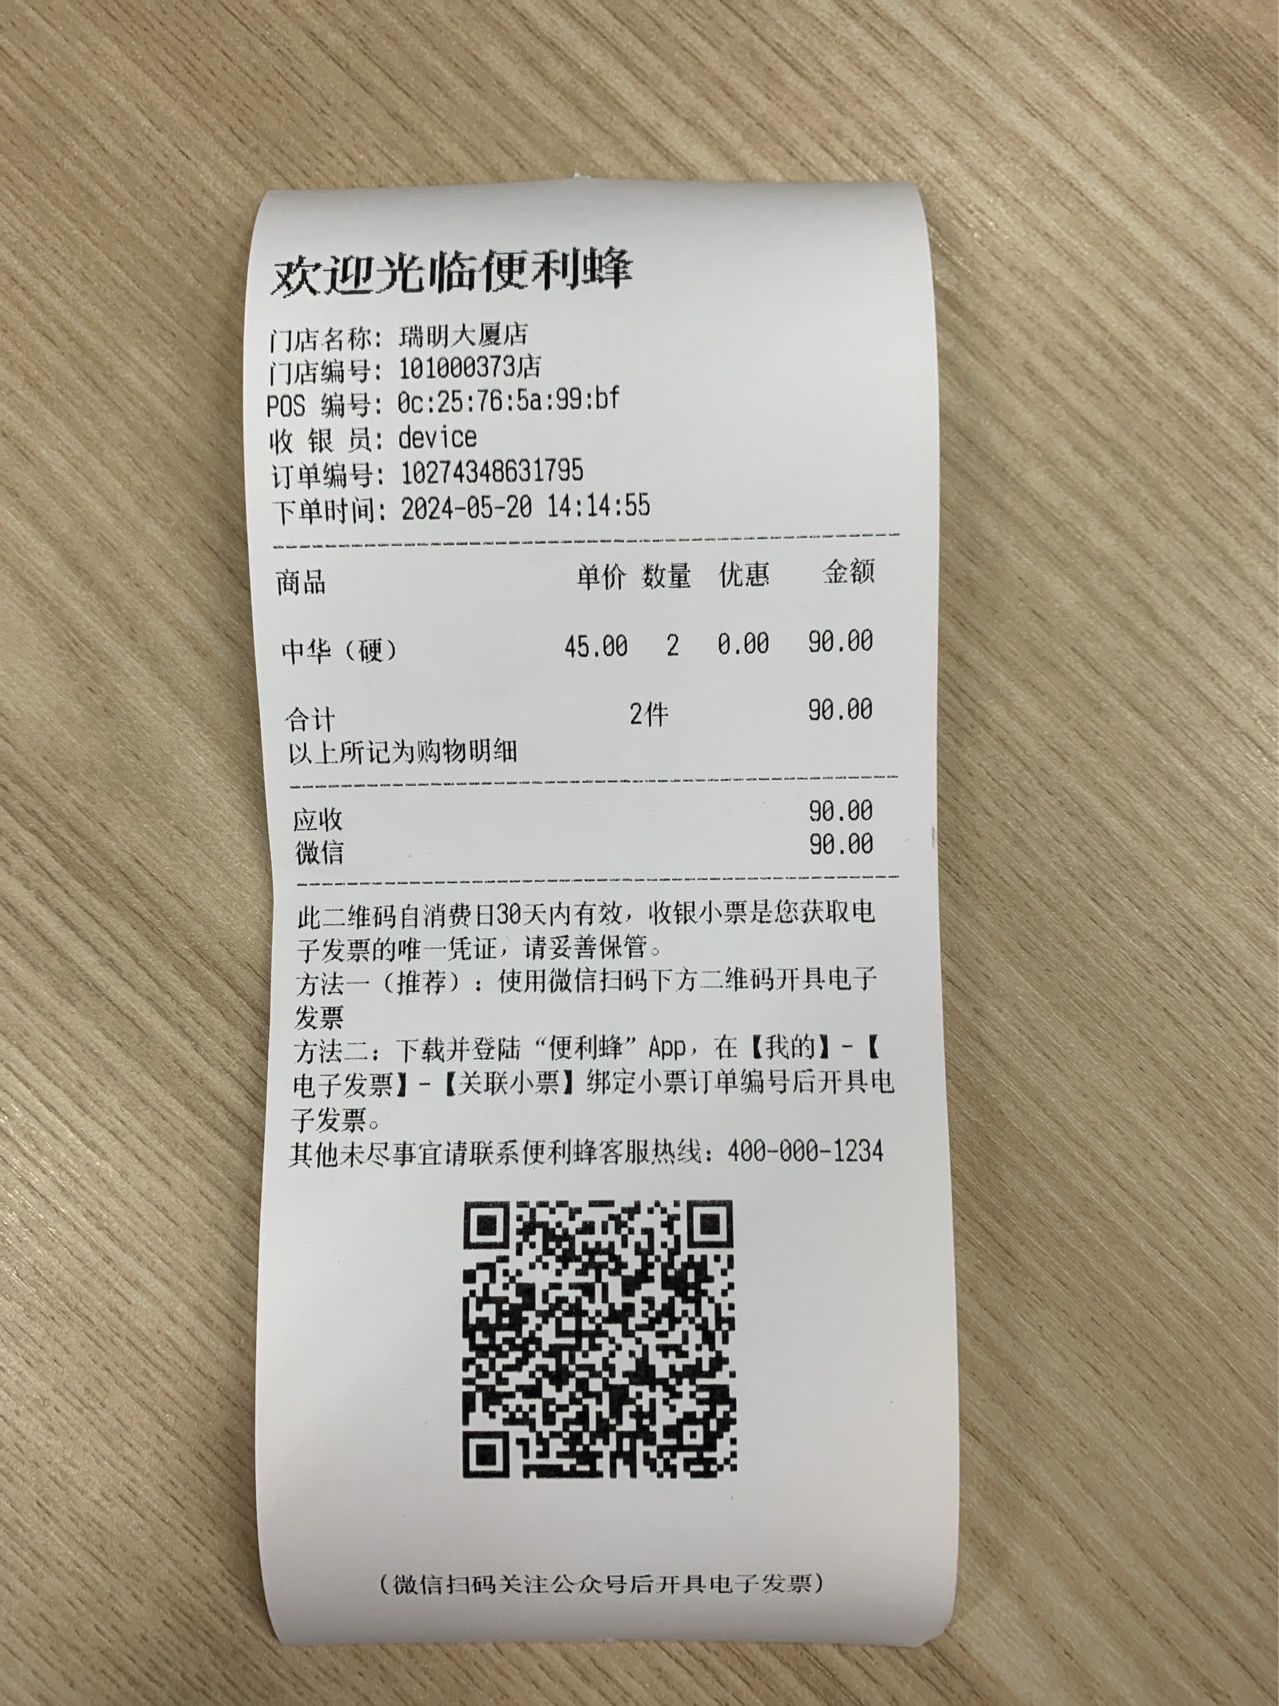 欢迎光临便利蜂
门店名称: 瑞明大厦店
门店编号: 101000373店
POS 编号: 0c:25:76:5a:99:bf
收 银 员: device
订单编号: 10274348631795
下单时间: 2024-05-20 14:14:55
商品 单价 数量 优惠 金额
中华（硬） 45.00 2 0.00 90.00
合计 2件 90.00
以上所记为购物明细
应收 90.00
微信 90.00
此二维码自消费日30天内有效，收银小票是您获取电
子发票的唯一凭证，请妥善保管。
方法一（推荐）: 使用微信扫码下方二维码开具电子
发票
方法二: 下载并登陆“便利蜂”App，在【我的】-【
电子发票】-【关联小票】绑定小票订单编号后开具电
子发票。
其他未尽事宜请联系便利蜂客服热线: 400-000-1234
（微信扫码关注公众号后开具电子发票）